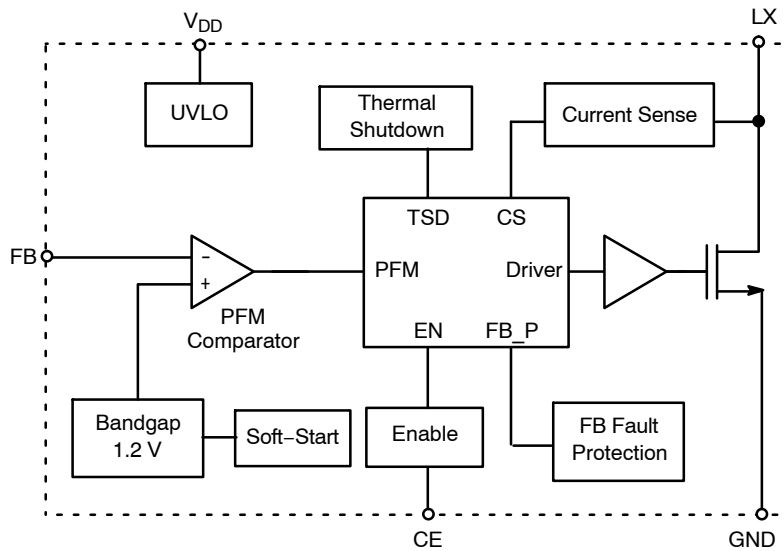 VDD
LX
UVLO
Thermal
Shutdown
Current Sense
TSD
CS
FB
−
+
PFM
Driver
PFM
Comparator
EN
FB_P
Bandgap
1.2 V
Soft−Start
Enable
FB Fault
Protection
CE
GND